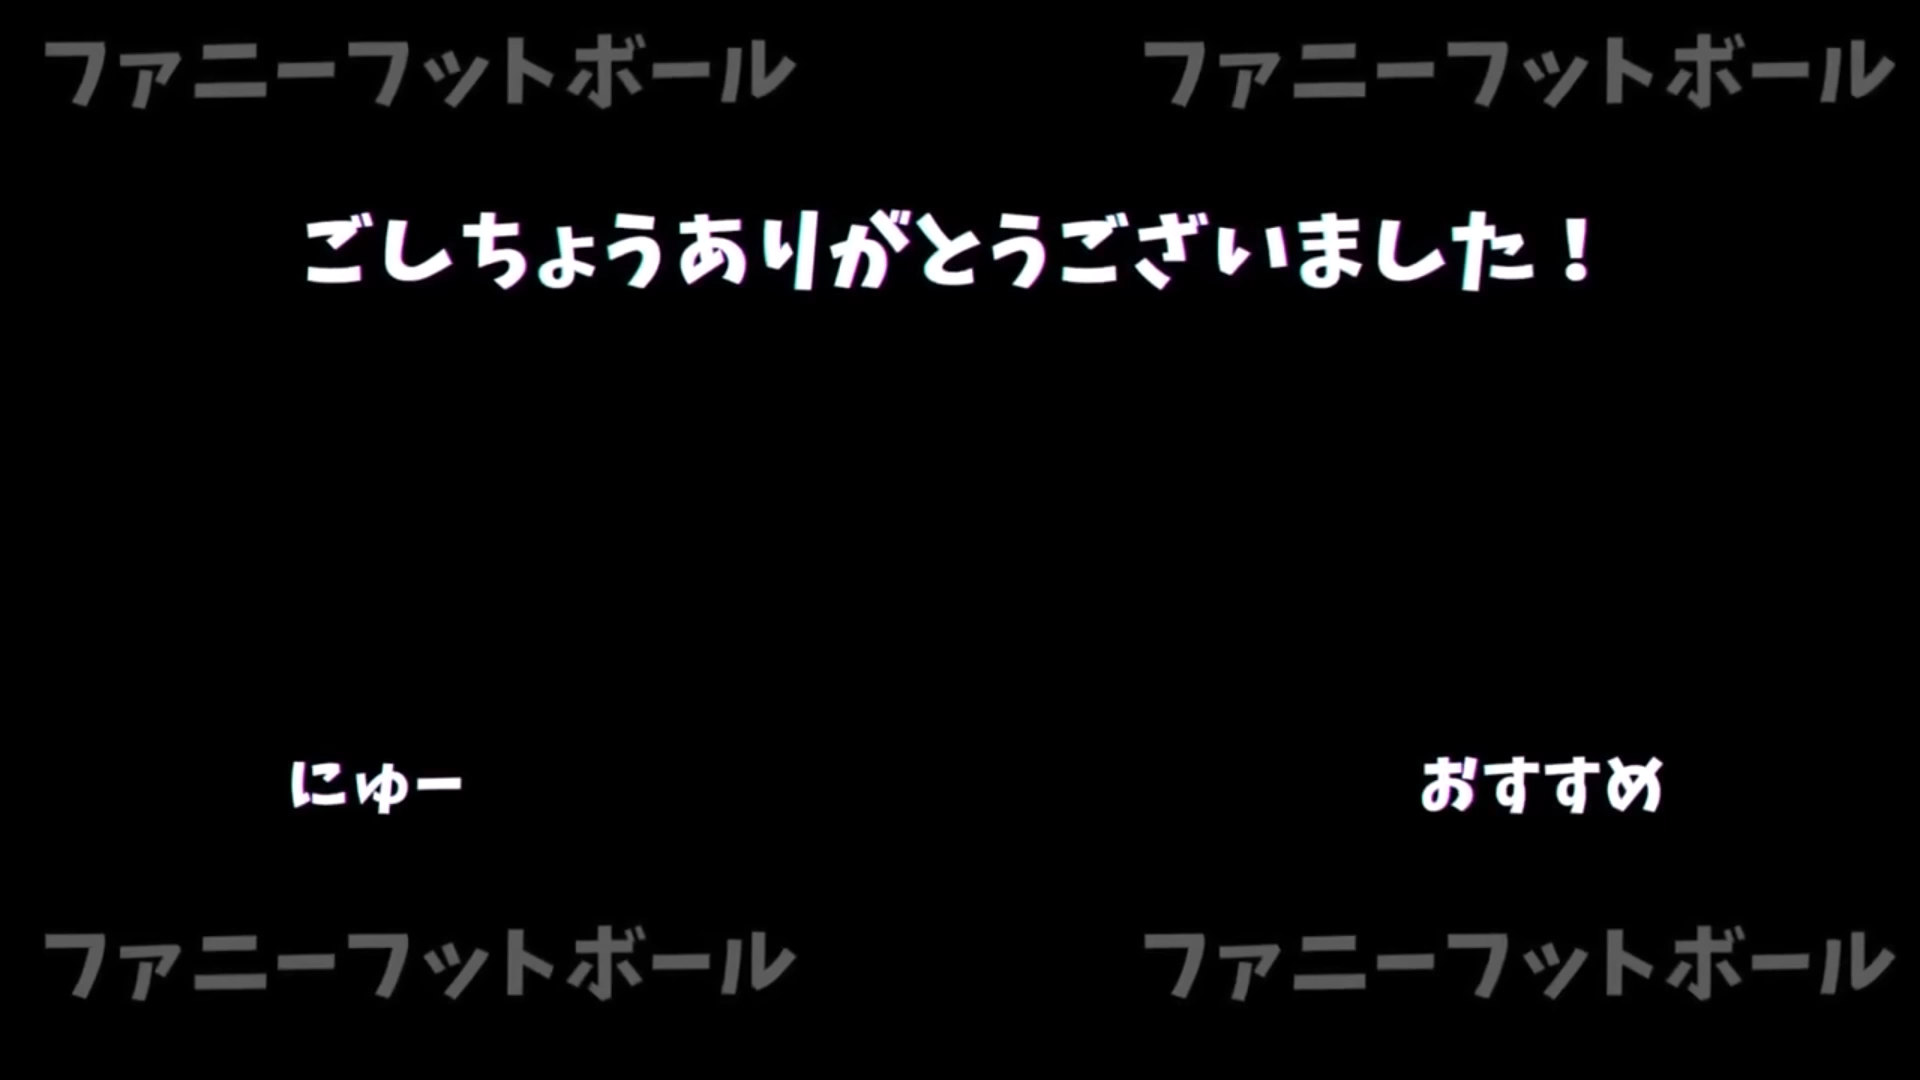 ファニーフットボール ファニーフットボール
ごしちょうありがとうございました！
にゅー おすすめ
ファニーフットボール ファニーフットボール